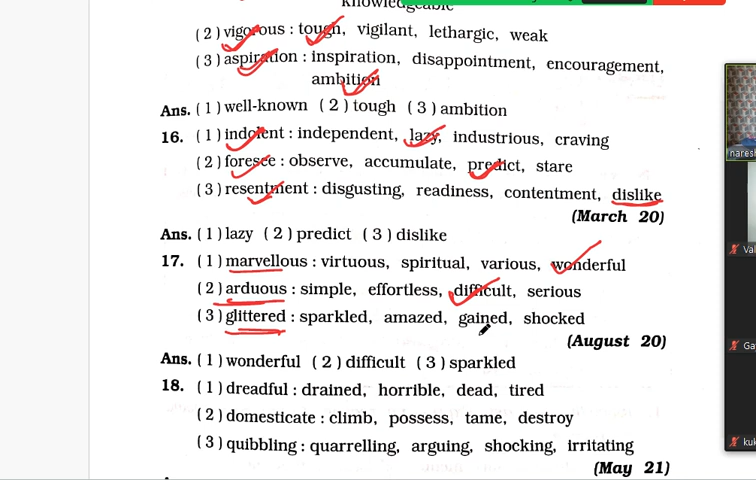 knowledgeable
( 2 ) vigorous : tough, vigilant, lethargic, weak
( 3 ) aspiration : inspiration, disappointment, encouragement,
ambition
Ans. ( 1 ) well-known ( 2 ) tough ( 3 ) ambition
16. ( 1 ) indolent : independent, lazy, industrious, craving
( 2 ) foresee : observe, accumulate, predict, stare
( 3 ) resentment : disgusting, readiness, contentment, dislike
(March 20)
Ans. ( 1 ) lazy ( 2 ) predict ( 3 ) dislike
17. ( 1 ) marvellous : virtuous, spiritual, various, wonderful
( 2 ) arduous : simple, effortless, difficult, serious
( 3 ) glittered : sparkled, amazed, gained, shocked
(August 20)
Ans. ( 1 ) wonderful ( 2 ) difficult ( 3 ) sparkled
18. ( 1 ) dreadful : drained, horrible, dead, tired
( 2 ) domesticate : climb, possess, tame, destroy
( 3 ) quibbling : quarrelling, arguing, shocking, irritating
(May 21)
nares
Val
Ga
kuk